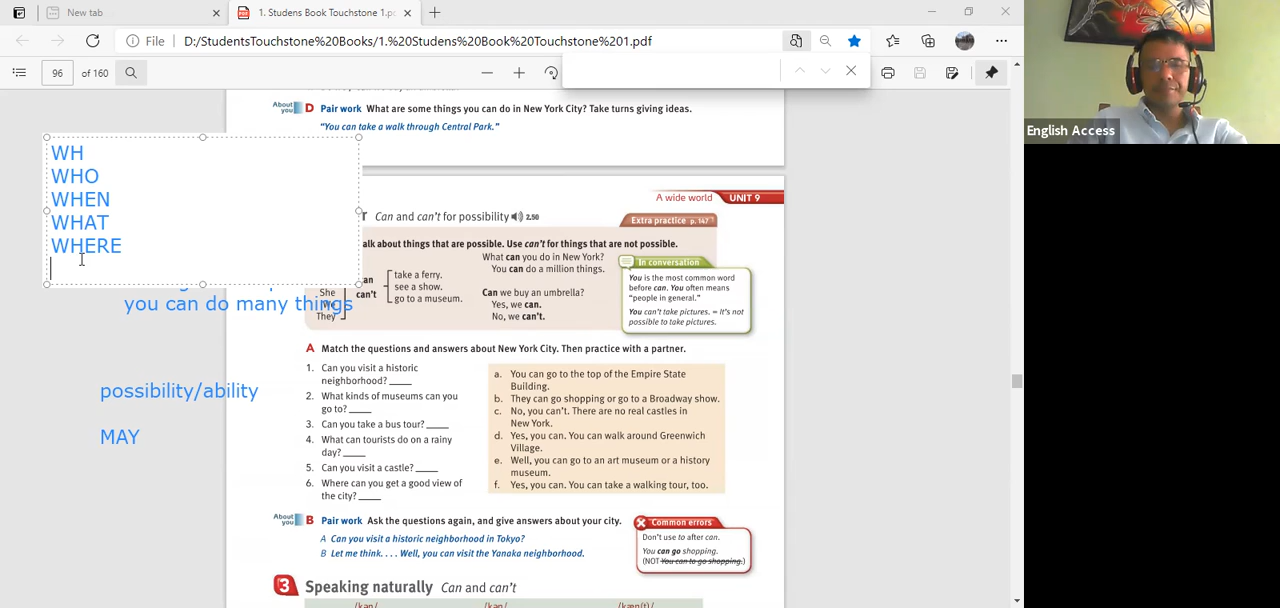 New tab
1. Studens Book Touchstone 1.pc
File
D:/StudentsTouchstone%20Books/1.%20Studens%20Book%20Touchstone%201.pdf
96 of 160
English Access
About you D Pair work What are some things you can do in New York City? Take turns giving ideas.
"You can take a walk through Central Park."
WH
WHO
WHEN
WHAT
WHERE
you can do many things
possibility/ability
MAY
A wide world UNIT 9
Can and can't for possibility 2.50
Extra practice p. 147
alk about things that are possible. Use can't for things that are not possible.
She
They
can
can't
take a ferry.
see a show.
go to a museum.
What can you do in New York?
You can do a million things.
Can we buy an umbrella?
Yes, we can.
No, we can't.
In conversation
You is the most common word
before can. You often means
"people in general."
You can't take pictures. = It's not
possible to take pictures.
A Match the questions and answers about New York City. Then practice with a partner.
1. Can you visit a historic
neighborhood? ____
2. What kinds of museums can you
go to? ____
3. Can you take a bus tour? ____
4. What can tourists do on a rainy
day? ____
5. Can you visit a castle? ____
6. Where can you get a good view of
the city? ____
a. You can go to the top of the Empire State
Building.
b. They can go shopping or go to a Broadway show.
c. No, you can't. There are no real castles in
New York.
d. Yes, you can. You can walk around Greenwich
Village.
e. Well, you can go to an art museum or a history
museum.
f. Yes, you can. You can take a walking tour, too.
About you B Pair work Ask the questions again, and give answers about your city.
A Can you visit a historic neighborhood in Tokyo?
B Let me think. . . . Well, you can visit the Yanaka neighborhood.
Common errors
Don't use to after can.
You can go shopping.
(NOT You can to go shopping.)
3 Speaking naturally Can and can't
/kən/ /kən/ /kæn(t)/